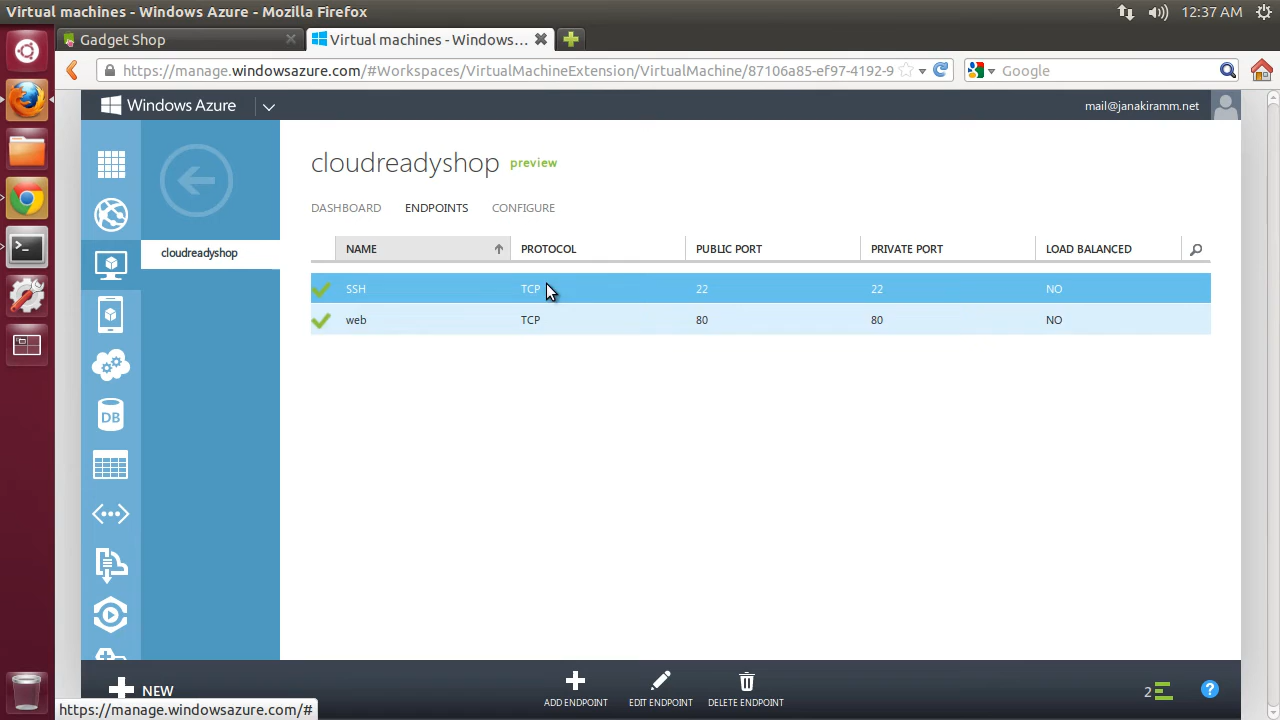 Virtual machines - Windows Azure - Mozilla Firefox
12:37 AM
Gadget Shop
Virtual machines - Windows...
https://manage.windowsazure.com/#Workspaces/VirtualMachineExtension/VirtualMachine/87106a85-ef97-4192-9
Google
Windows Azure
mail@janakiramm.net
cloudreadyshop
cloudreadyshop preview
DASHBOARD ENDPOINTS CONFIGURE
NAME PROTOCOL PUBLIC PORT PRIVATE PORT LOAD BALANCED
SSH TCP 22 22 NO
web TCP 80 80 NO
DB
NEW
ADD ENDPOINT
EDIT ENDPOINT
DELETE ENDPOINT
2
?
https://manage.windowsazure.com/#